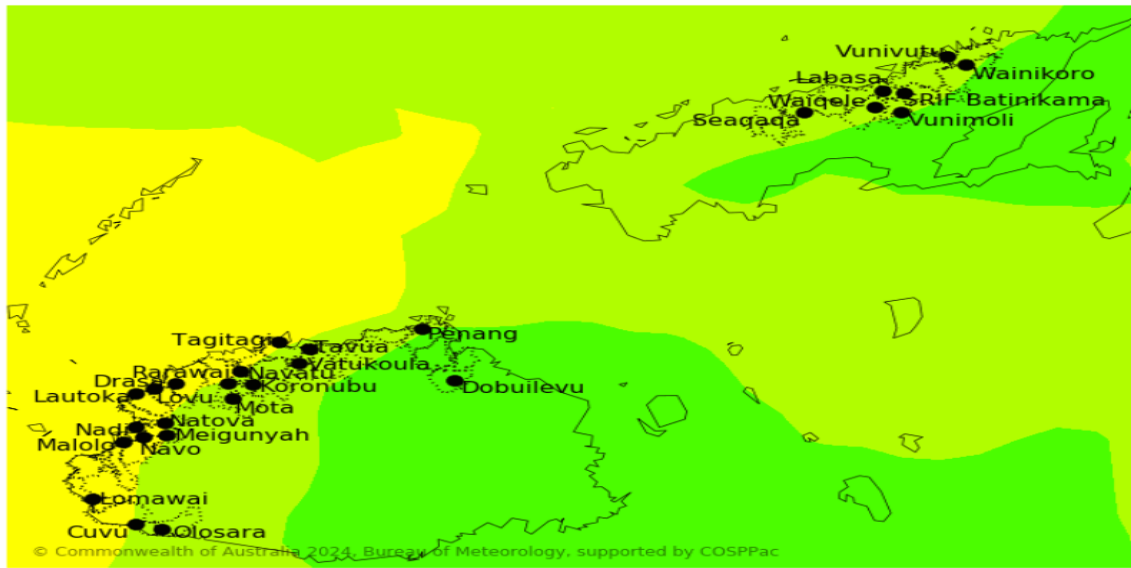 Vunivutu
Wainikoro
Labasa
SRIF Batinikama
Waiqele
Seaqaqa
Vunimoli
Penang
Tagitagi
Tavua
Vatukoula
Rarawai
Navatu
Drasa
Koronubu
Dobuilevu
Lautoka
Lovu
Mota
Natova
Nadi
Meigunyah
Malolo
Navo
Lomawai
Cuvu
Olosara
© Commonwealth of Australia 2024, Bureau of Meteorology, supported by COSPPac